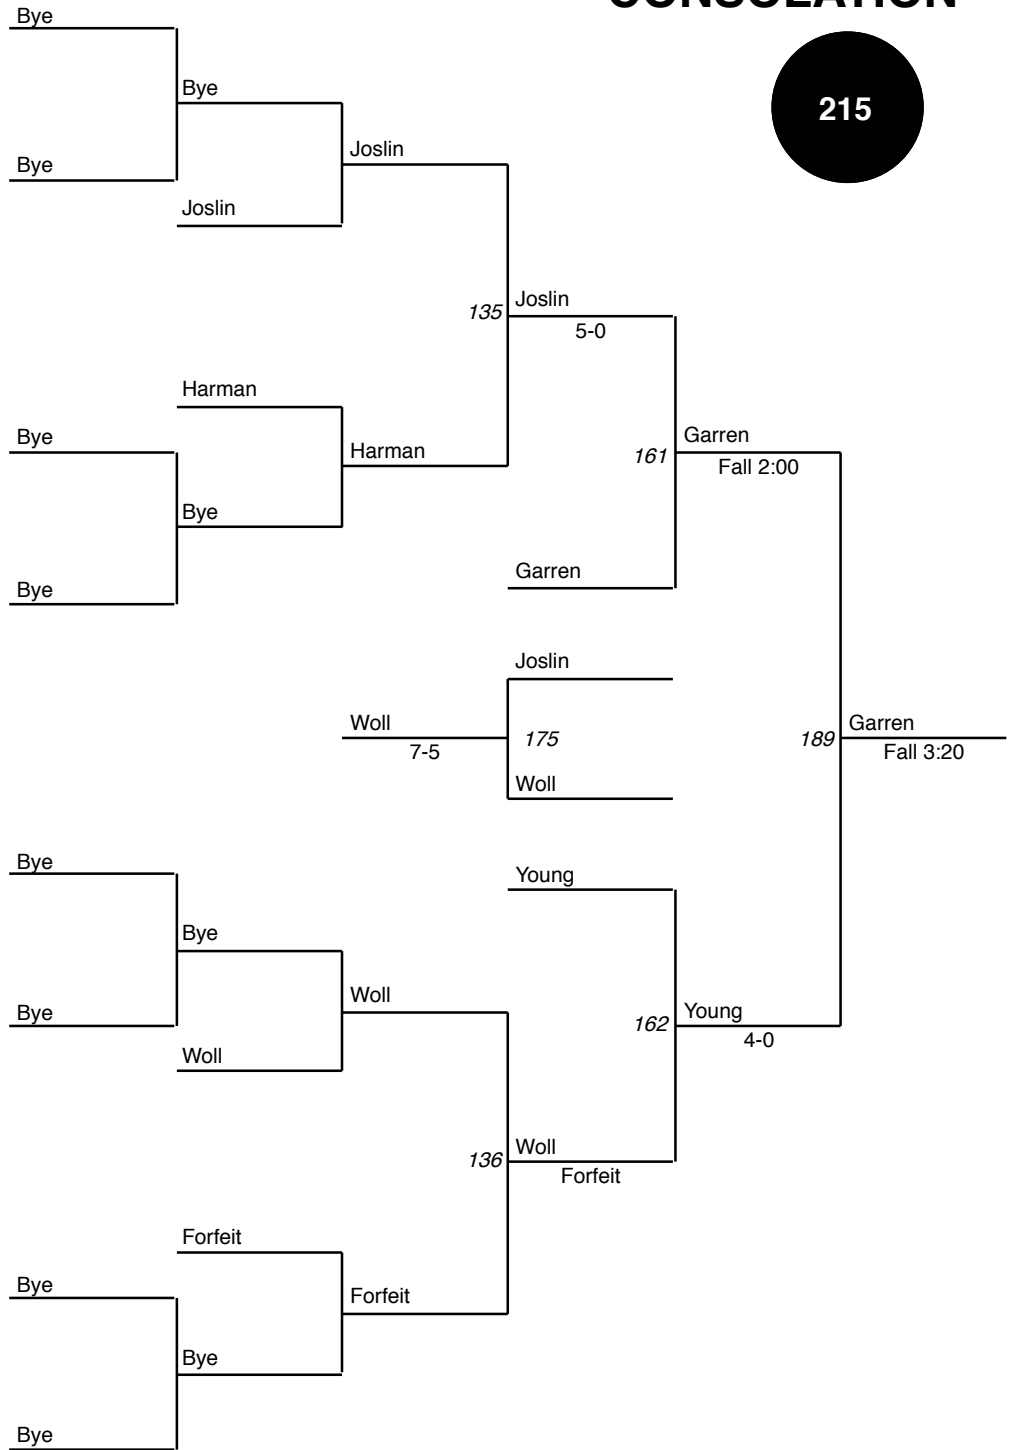 CONSOLATION
Bye
215
Bye
Joslin
Bye
Joslin
135
Joslin
5-0
Harman
Bye
Harman
161
Garren
Fall 2:00
Bye
Garren
Bye
Joslin
Woll
7-5
175
189
Garren
Fall 3:20
Woll
Bye
Young
Bye
Woll
Bye
162
Young
4-0
Woll
136
Woll
Forfeit
Forfeit
Bye
Forfeit
Bye
Bye